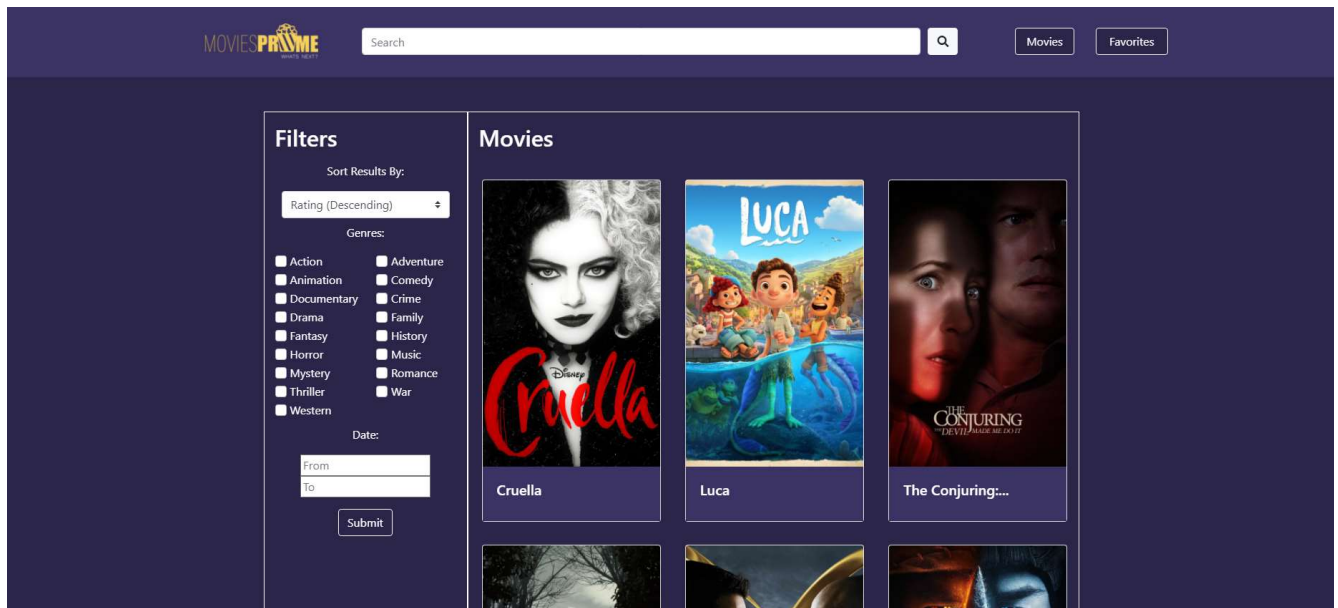 MOVIESPRIME
WHATS NEXT?
Search
Movies
Favorites
Filters
Sort Results By:
Rating (Descending)
Genres:
Action
Adventure
Animation
Comedy
Documentary
Crime
Drama
Family
Fantasy
History
Horror
Music
Mystery
Romance
Thriller
War
Western
Date:
From
To
Submit
Movies
Disney
Cruella
Cruella
LUCA
Luca
THE
CONJURING
THE DEVIL MADE ME DO IT
The Conjuring:...